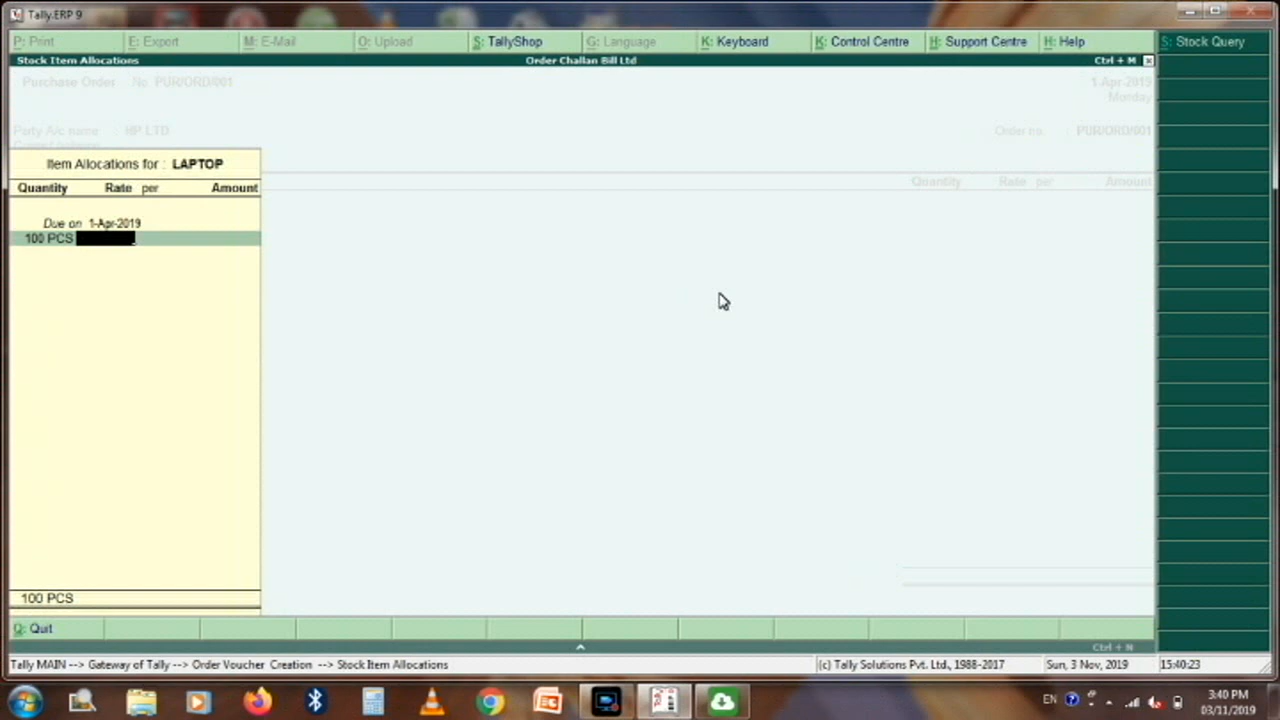 Tally.ERP 9
P: Print E: Export M: E-Mail O: Upload S: TallyShop G: Language K: Keyboard K: Control Centre H: Support Centre H: Help S: Stock Query
Stock Item Allocations Order Challan Bill Ltd Ctrl + M
Purchase Order No. PUR/ORD/001 1-Apr-2019
Monday
Party A/c name : HP LTD Order no. : PUR/ORD/001
Item Allocations for : LAPTOP
Quantity Rate per Amount
Quantity Rate per Amount
Due on 1-Apr-2019
100 PCS
100 PCS
Q: Quit
Ctrl + N
Tally MAIN --> Gateway of Tally --> Order Voucher Creation --> Stock Item Allocations (c) Tally Solutions Pvt. Ltd., 1988-2017 Sun, 3 Nov, 2019 15:40:23
EN 3:40 PM
03/11/2019